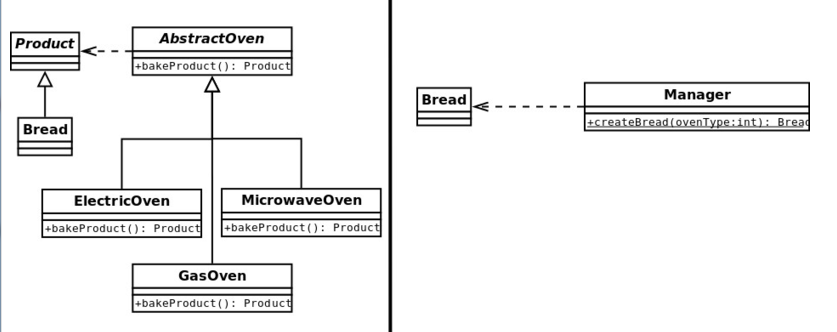 Product
AbstractOven
+bakeProduct(): Product
Bread
ElectricOven
+bakeProduct(): Product
MicrowaveOven
+bakeProduct(): Product
GasOven
+bakeProduct(): Product
Bread
Manager
+createBread(ovenType:int): Bread